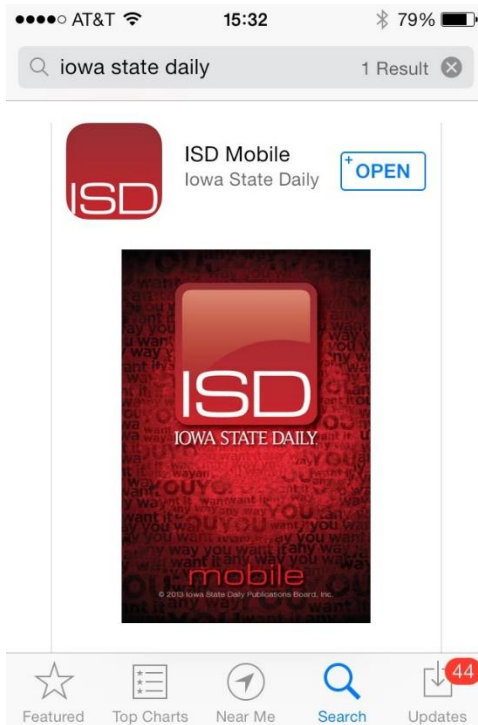 AT&T 15:32 79%
iowa state daily 1 Result
ISD
ISD Mobile
Iowa State Daily
+ OPEN
ISD
IOWA STATE DAILY
mobile
© 2013 Iowa State Daily Publications Board, Inc.
44
Featured Top Charts Near Me Search Updates